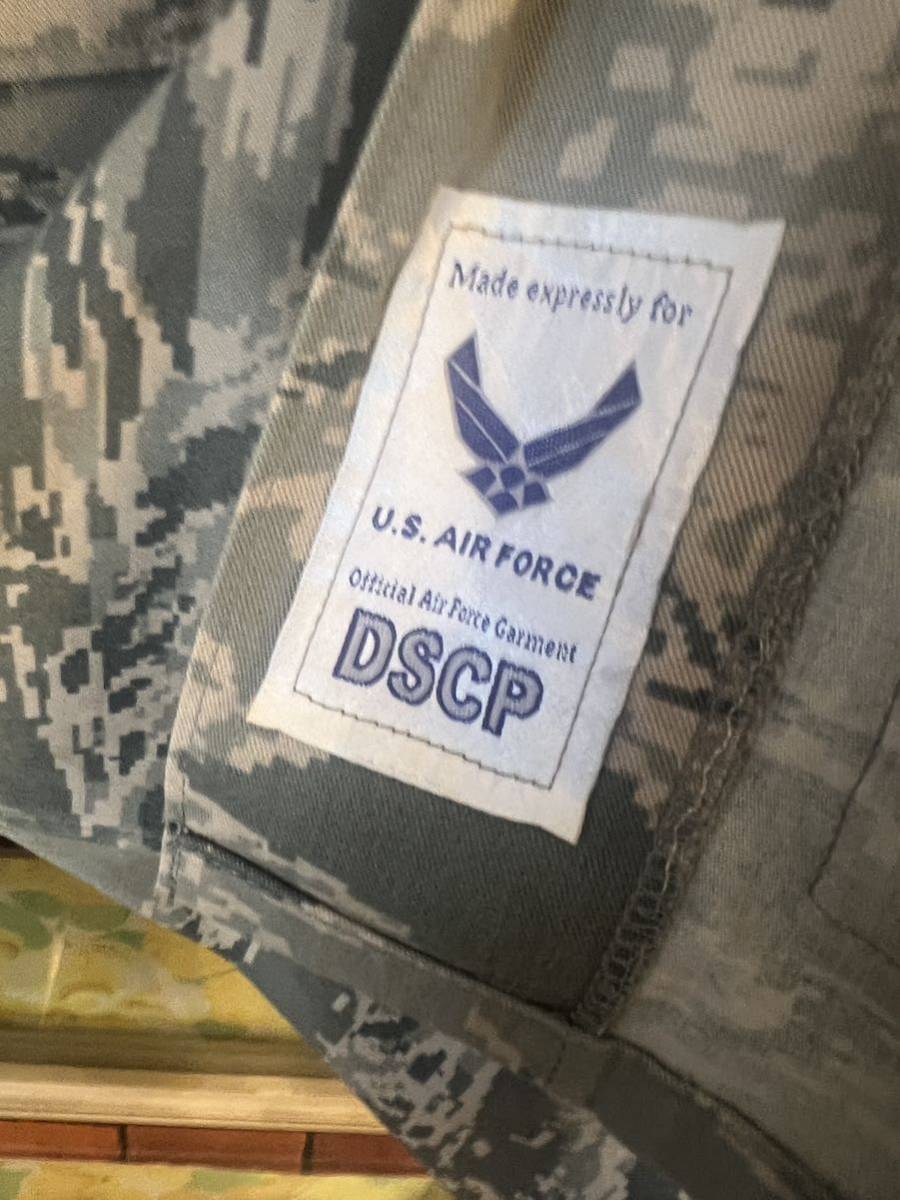 Made expressly for
U.S. AIR FORCE
Official Air Force Garment
DSCP